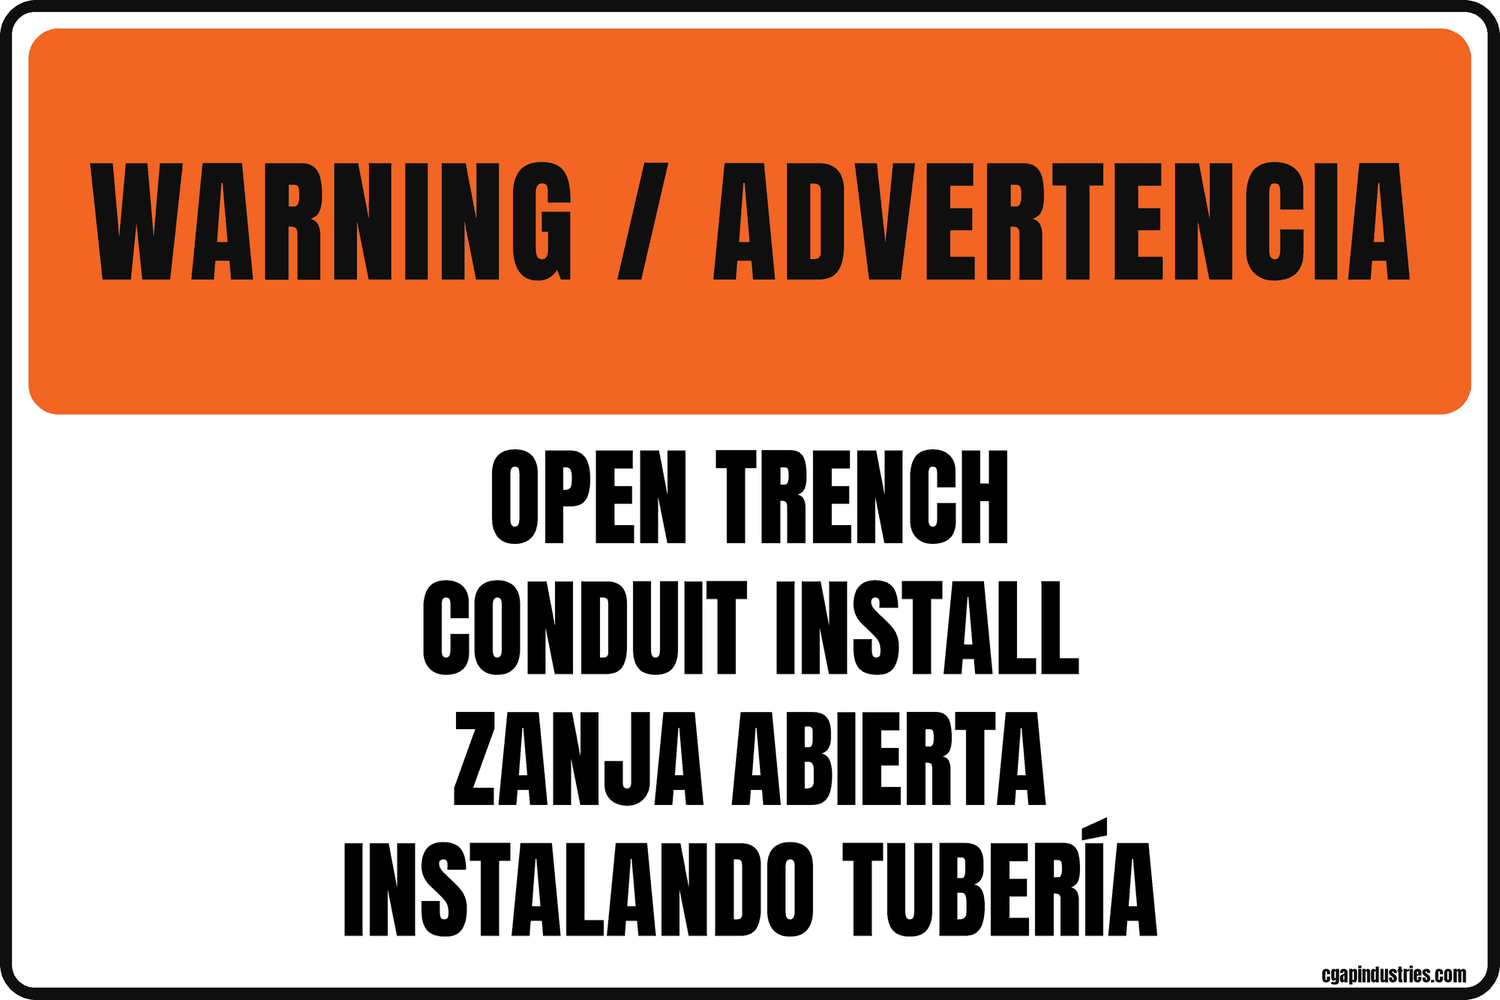 WARNING / ADVERTENCIA
OPEN TRENCH
CONDUIT INSTALL
ZANJA ABIERTA
INSTALANDO TUBERÍA
cgapindustries.com